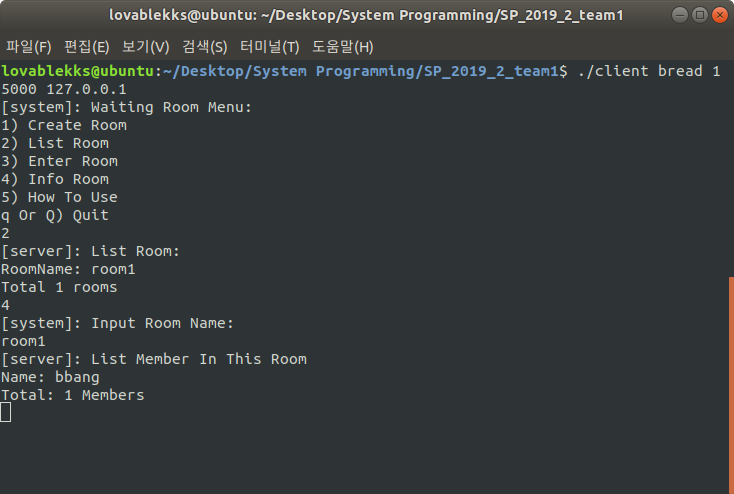 lovablekks@ubuntu: ~/Desktop/System Programming/SP_2019_2_team1
파일(F) 편집(E) 보기(V) 검색(S) 터미널(T) 도움말(H)
lovablekks@ubuntu:~/Desktop/System Programming/SP_2019_2_team1$ ./client bread 1
5000 127.0.0.1
[system]: Waiting Room Menu:
1) Create Room
2) List Room
3) Enter Room
4) Info Room
5) How To Use
q Or Q) Quit
2
[server]: List Room:
RoomName: room1
Total 1 rooms
4
[system]: Input Room Name:
room1
[server]: List Member In This Room
Name: bbang
Total: 1 Members